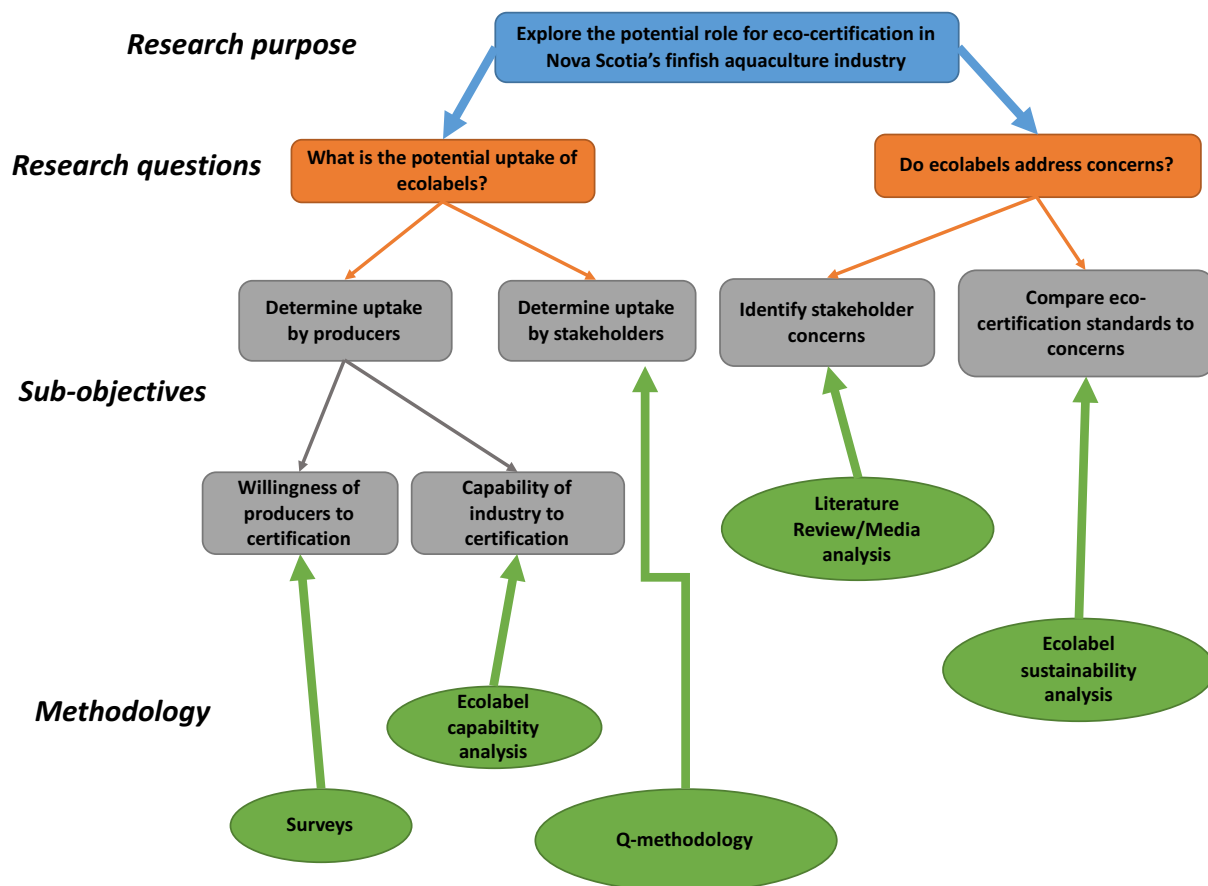 Research purpose
Explore the potential role for eco-certification in
Nova Scotia's finfish aquaculture industry
Research questions
What is the potential uptake of
ecolabels?
Do ecolabels address concerns?
Determine uptake
by producers
Determine uptake
by stakeholders
Identify stakeholder
concerns
Compare eco-
certification standards to
concerns
Sub-objectives
Willingness of
producers to
certification
Capability of
industry to
certification
Literature
Review/Media
analysis
Ecolabel
sustainability
analysis
Methodology
Ecolabel
capabiltity
analysis
Surveys
Q-methodology